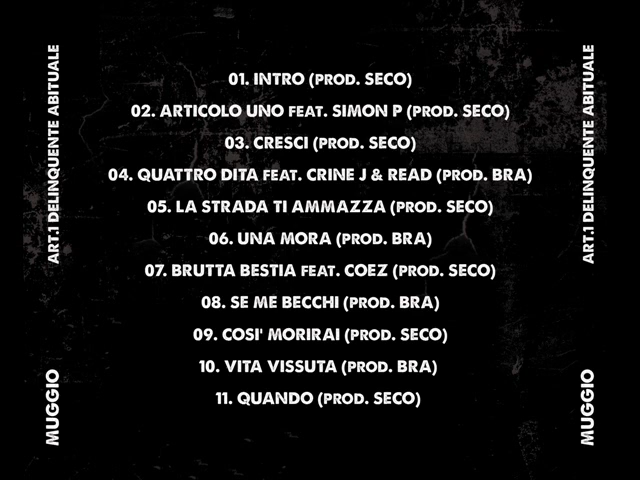 ART.1 DELINQUENTE ABITUALE
MUGGIO
01. INTRO (PROD. SECO)
02. ARTICOLO UNO FEAT. SIMON P (PROD. SECO)
03. CRESCI (PROD. SECO)
04. QUATTRO DITA FEAT. CRINE J & READ (PROD. BRA)
05. LA STRADA TI AMMAZZA (PROD. SECO)
06. UNA MORA (PROD. BRA)
07. BRUTTA BESTIA FEAT. COEZ (PROD. SECO)
08. SE ME BECCHI (PROD. BRA)
09. COSI' MORIRAI (PROD. SECO)
10. VITA VISSUTA (PROD. BRA)
11. QUANDO (PROD. SECO)
ART.1 DELINQUENTE ABITUALE
MUGGIO